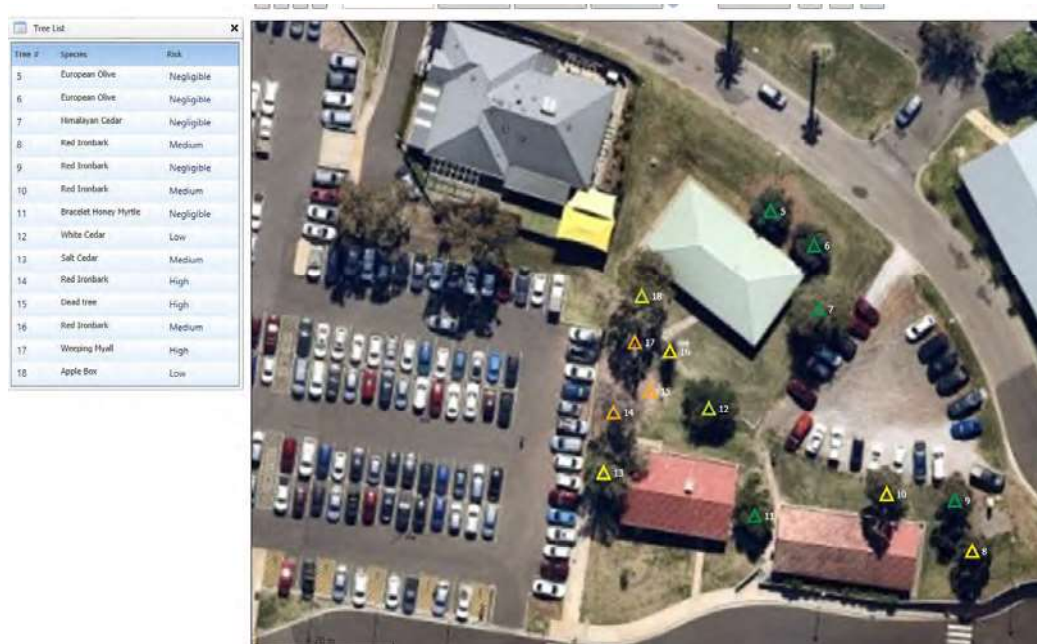 Tree List
Tree # Species Risk
5 European Olive Negligible
6 European Olive Negligible
7 Himalayan Cedar Negligible
8 Red Ironbark Medium
9 Red Ironbark Negligible
10 Red Ironbark Medium
11 Bracelet Honey Myrtle Negligible
12 White Cedar Low
13 Salt Cedar Medium
14 Red Ironbark High
15 Dead tree High
16 Red Ironbark Medium
17 Weeping Myall High
18 Apple Box Low
5
6
18
7
17
16
15
14
12
13
10
9
11
8
20 m